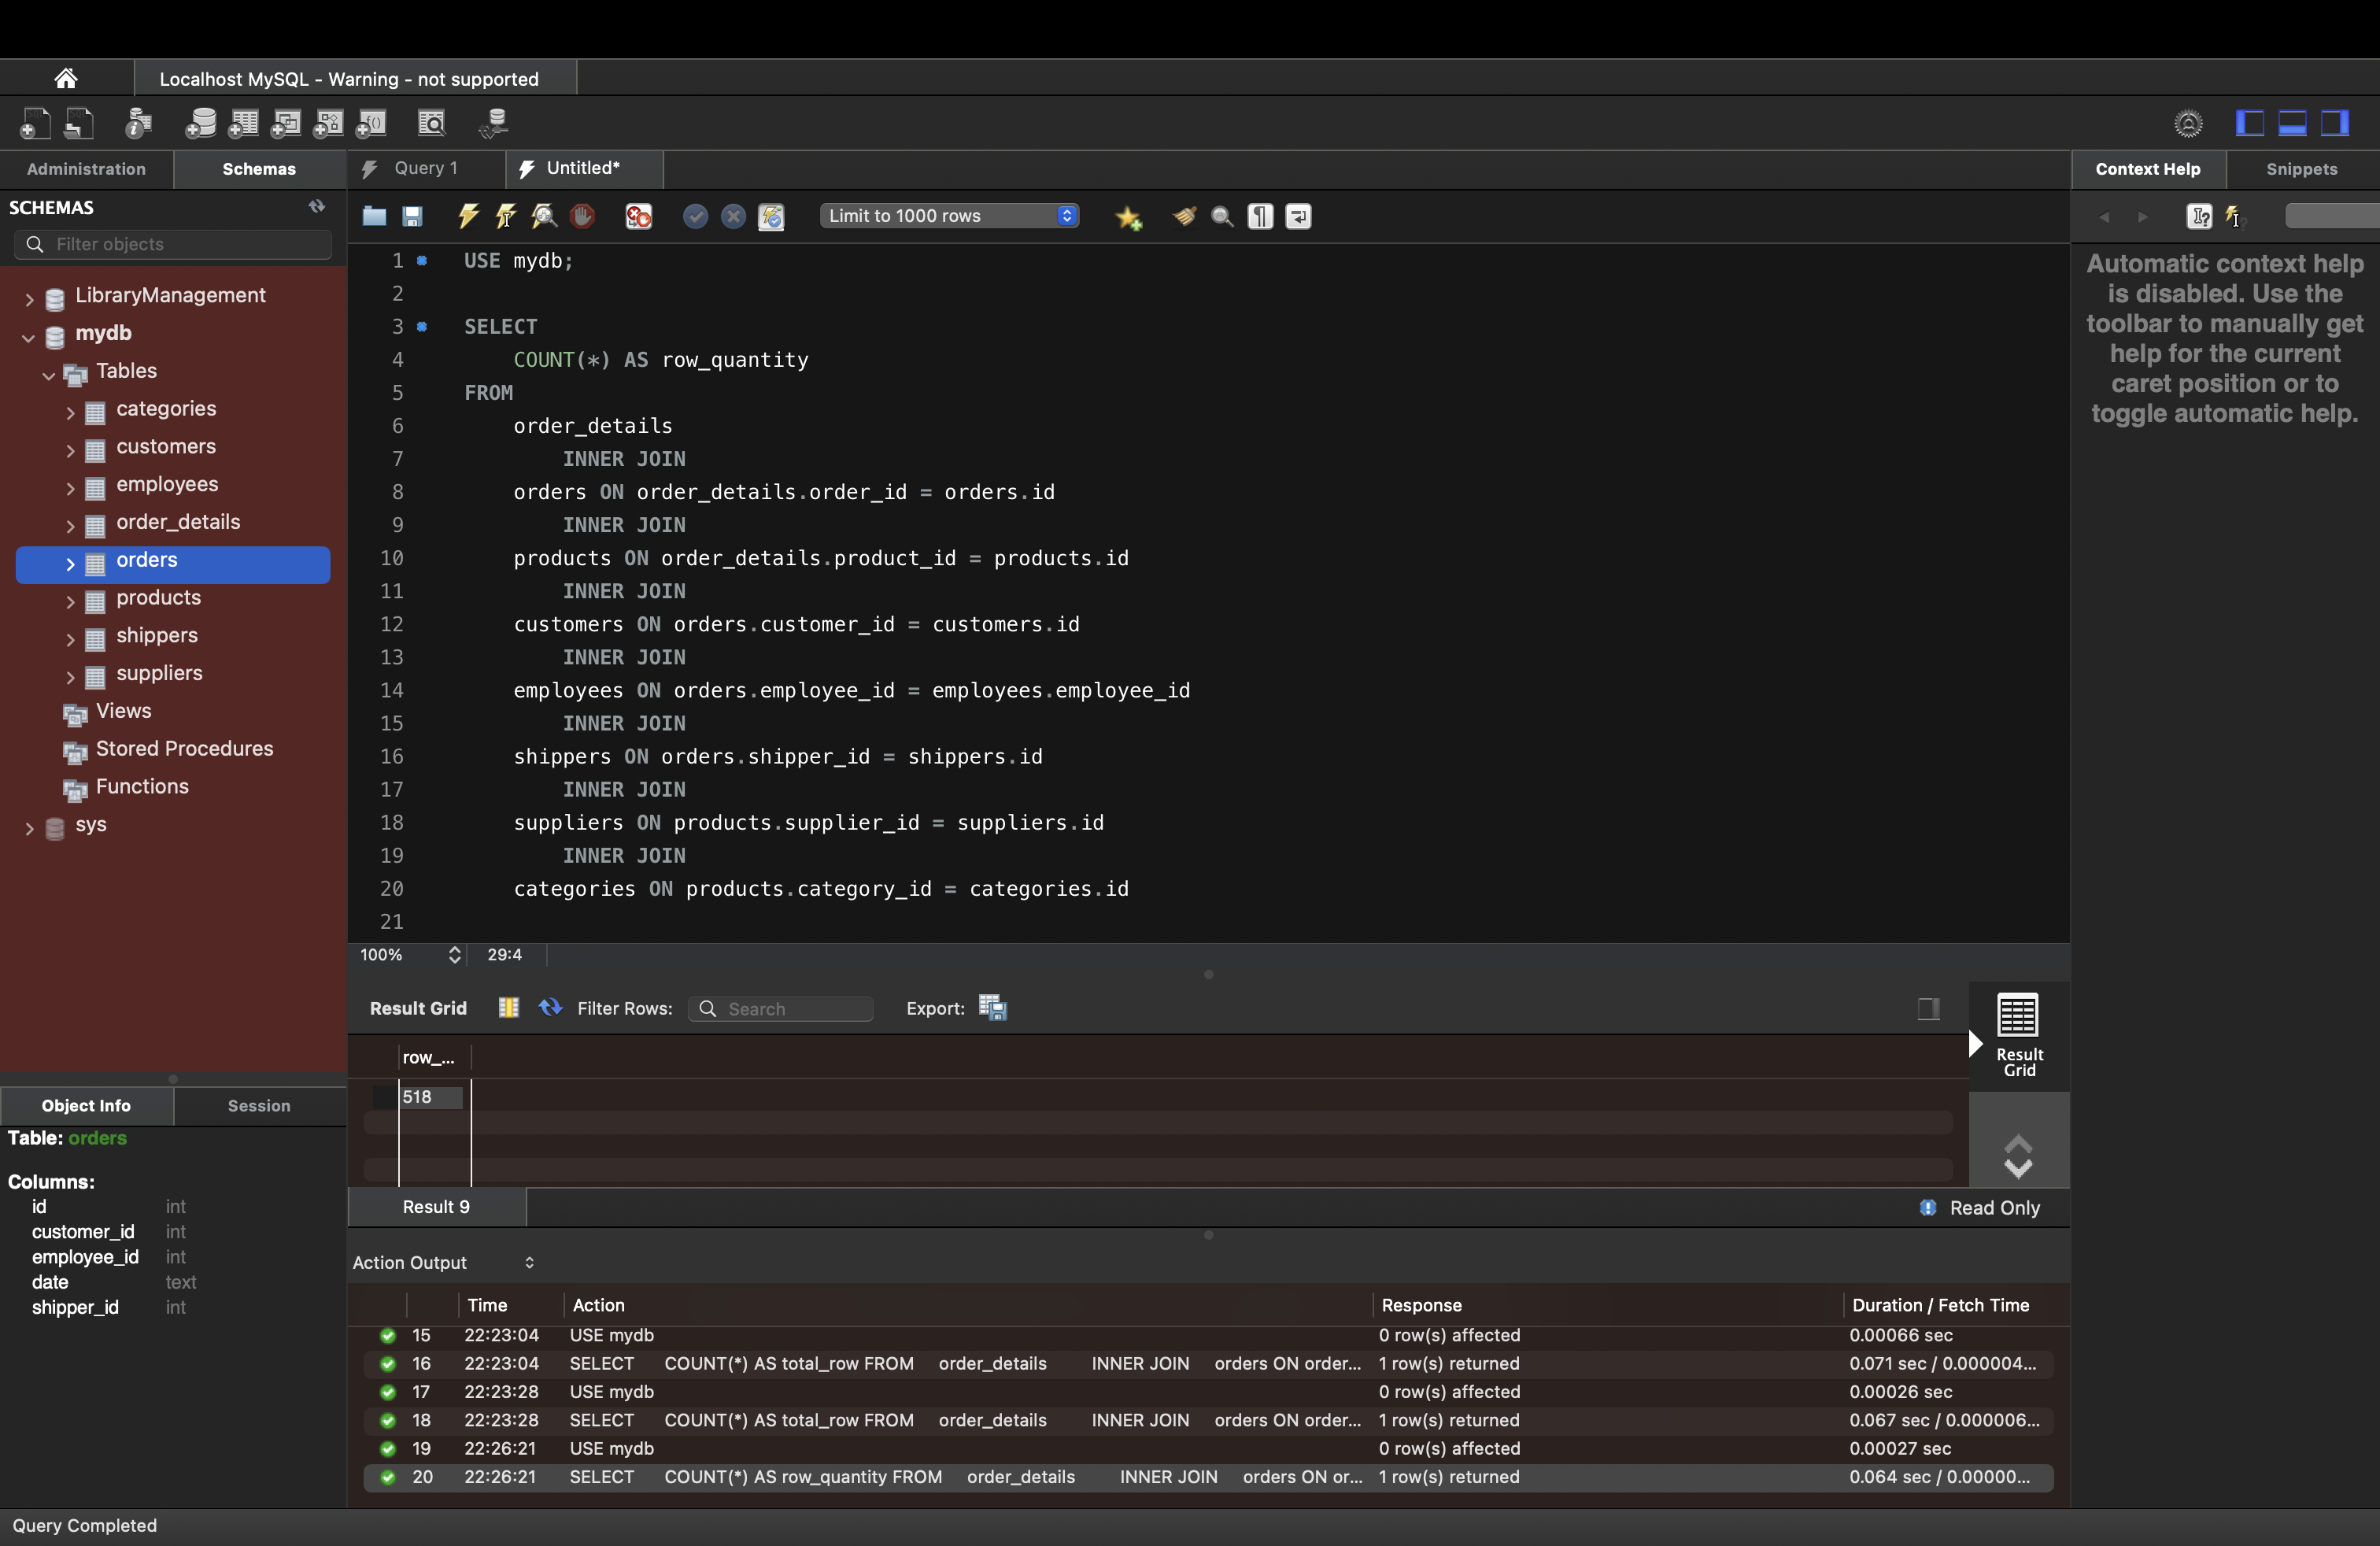 Localhost MySQL - Warning - not supported
Administration
Schemas
Query 1
Untitled*
Context Help
Snippets
SCHEMAS
Filter objects
LibraryManagement
mydb
Tables
categories
customers
employees
order_details
orders
products
shippers
suppliers
Views
Stored Procedures
Functions
sys
Object Info
Session
Table: orders
Columns:
id int
customer_id int
employee_id int
date text
shipper_id int
Limit to 1000 rows
1 USE mydb;
2
3 SELECT
4 COUNT(*) AS row_quantity
5 FROM
6 order_details
7 INNER JOIN
8 orders ON order_details.order_id = orders.id
9 INNER JOIN
10 products ON order_details.product_id = products.id
11 INNER JOIN
12 customers ON orders.customer_id = customers.id
13 INNER JOIN
14 employees ON orders.employee_id = employees.employee_id
15 INNER JOIN
16 shippers ON orders.shipper_id = shippers.id
17 INNER JOIN
18 suppliers ON products.supplier_id = suppliers.id
19 INNER JOIN
20 categories ON products.category_id = categories.id
21
100% 29:4
Result Grid Filter Rows: Search Export:
row_...
518
Result
Grid
Result 9
Read Only
Action Output
Time Action Response Duration / Fetch Time
15 22:23:04 USE mydb 0 row(s) affected 0.00066 sec
16 22:23:04 SELECT COUNT(*) AS total_row FROM order_details INNER JOIN orders ON order... 1 row(s) returned 0.071 sec / 0.000004...
17 22:23:28 USE mydb 0 row(s) affected 0.00026 sec
18 22:23:28 SELECT COUNT(*) AS total_row FROM order_details INNER JOIN orders ON order... 1 row(s) returned 0.067 sec / 0.000006...
19 22:26:21 USE mydb 0 row(s) affected 0.00027 sec
20 22:26:21 SELECT COUNT(*) AS row_quantity FROM order_details INNER JOIN orders ON or... 1 row(s) returned 0.064 sec / 0.00000...
Automatic context help
is disabled. Use the
toolbar to manually get
help for the current
caret position or to
toggle automatic help.
Query Completed